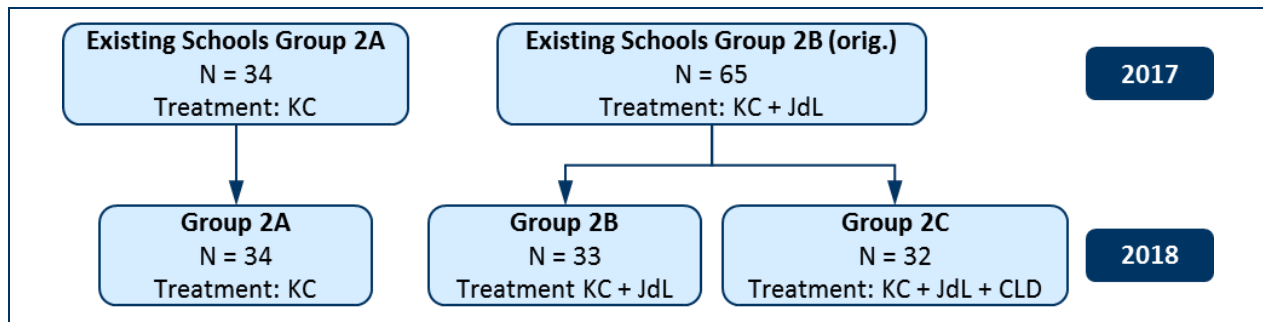 Existing Schools Group 2A
N = 34
Treatment: KC
Existing Schools Group 2B (orig.)
N = 65
Treatment: KC + JdL
2017
Group 2A
N = 34
Treatment: KC
Group 2B
N = 33
Treatment KC + JdL
Group 2C
N = 32
Treatment: KC + JdL + CLD
2018